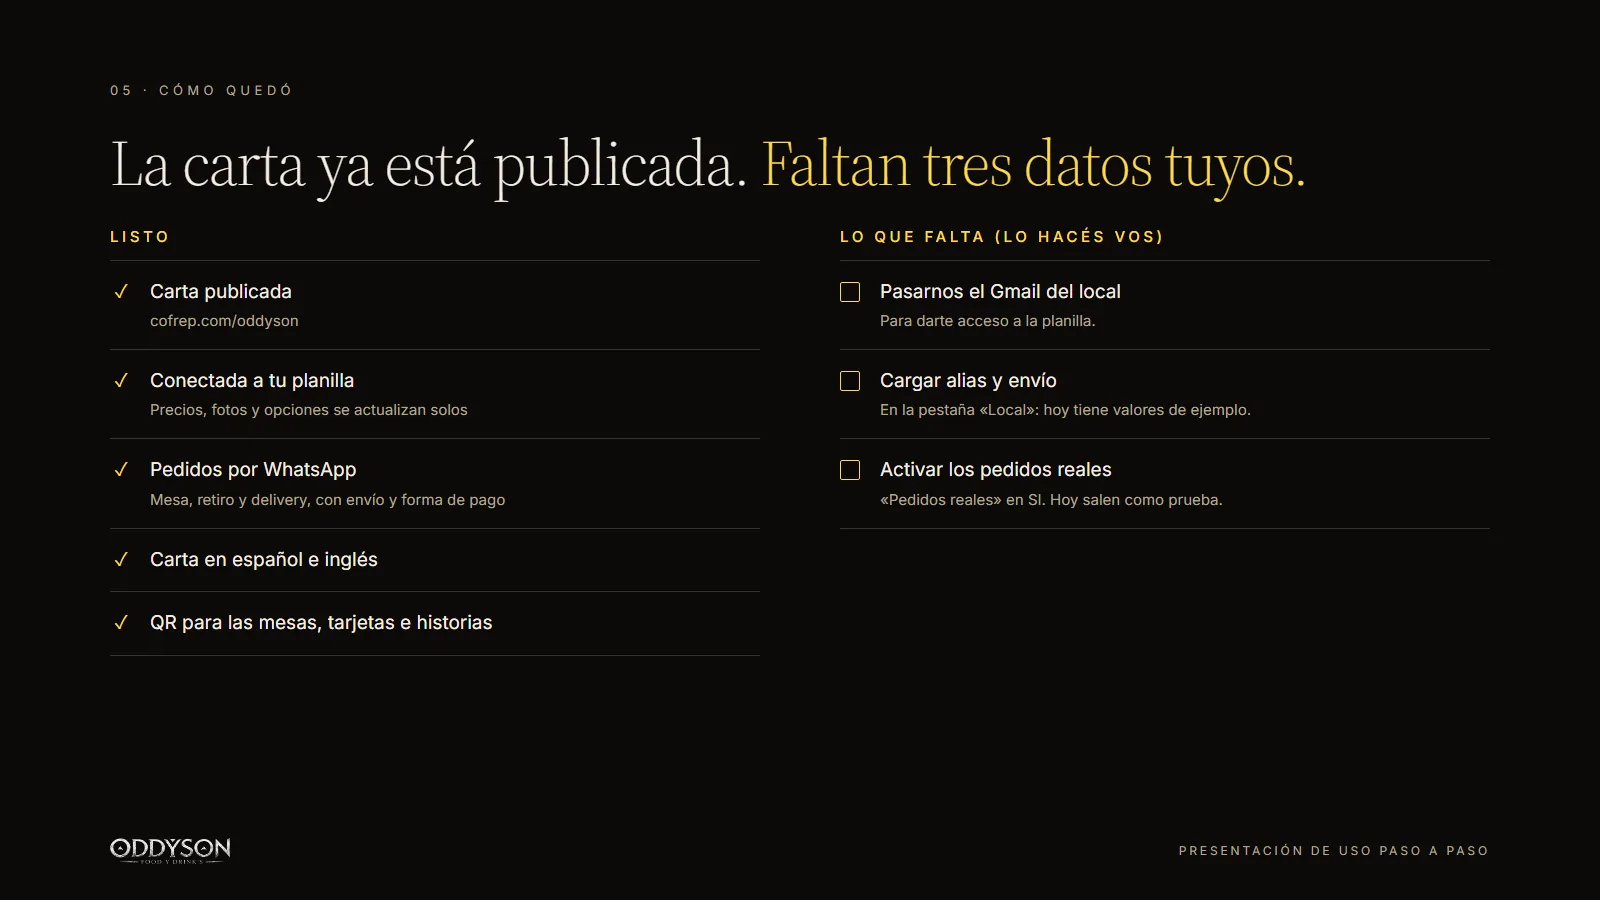 05 · CÓMO QUEDÓ
La carta ya está publicada. Faltan tres datos tuyos.
LISTO
✓ Carta publicada
cofrep.com/oddyson
✓ Conectada a tu planilla
Precios, fotos y opciones se actualizan solos
✓ Pedidos por WhatsApp
Mesa, retiro y delivery, con envío y forma de pago
✓ Carta en español e inglés
✓ QR para las mesas, tarjetas e historias
LO QUE FALTA (LO HACÉS VOS)
Pasarnos el Gmail del local
Para darte acceso a la planilla.
Cargar alias y envío
En la pestaña «Local»: hoy tiene valores de ejemplo.
Activar los pedidos reales
«Pedidos reales» en SI. Hoy salen como prueba.
ODDYSON
FOOD Y DRINK'S
PRESENTACIÓN DE USO PASO A PASO